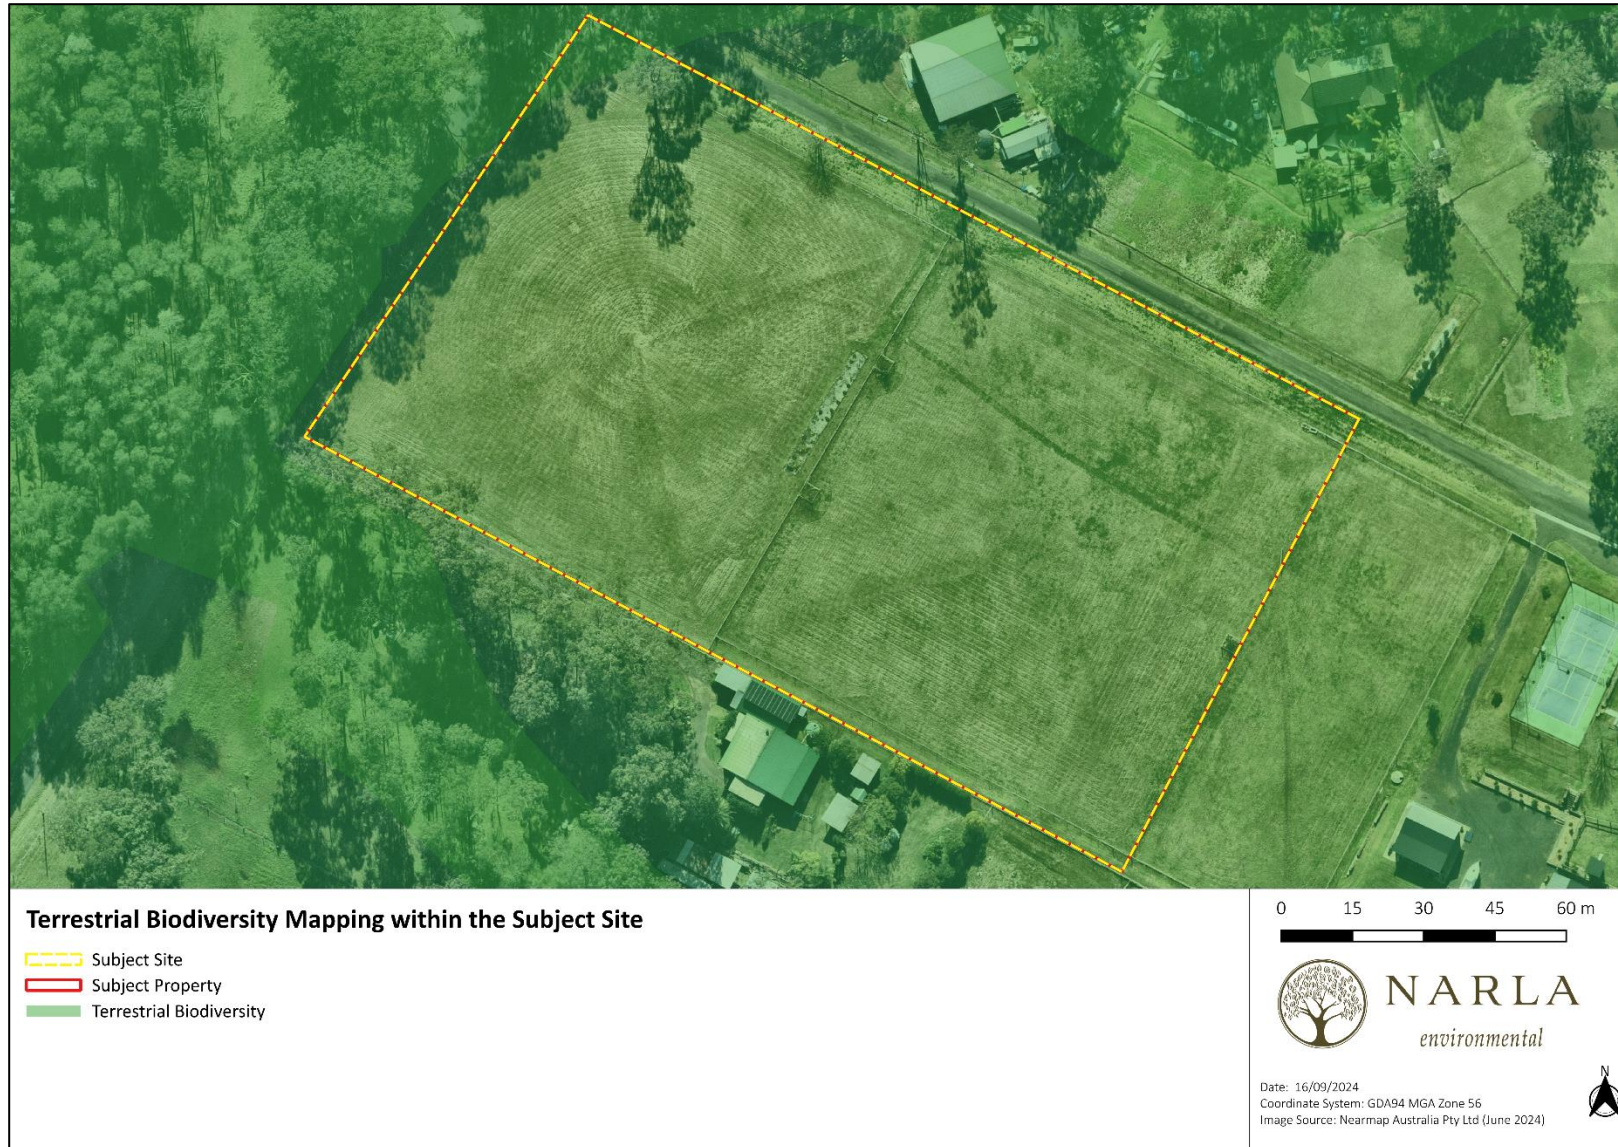 Terrestrial Biodiversity Mapping within the Subject Site
Subject Site
Subject Property
Terrestrial Biodiversity
0 15 30 45 60 m
NARLA
environmental
N
Date: 16/09/2024
Coordinate System: GDA94 MGA Zone 56
Image Source: Nearmap Australia Pty Ltd (June 2024)